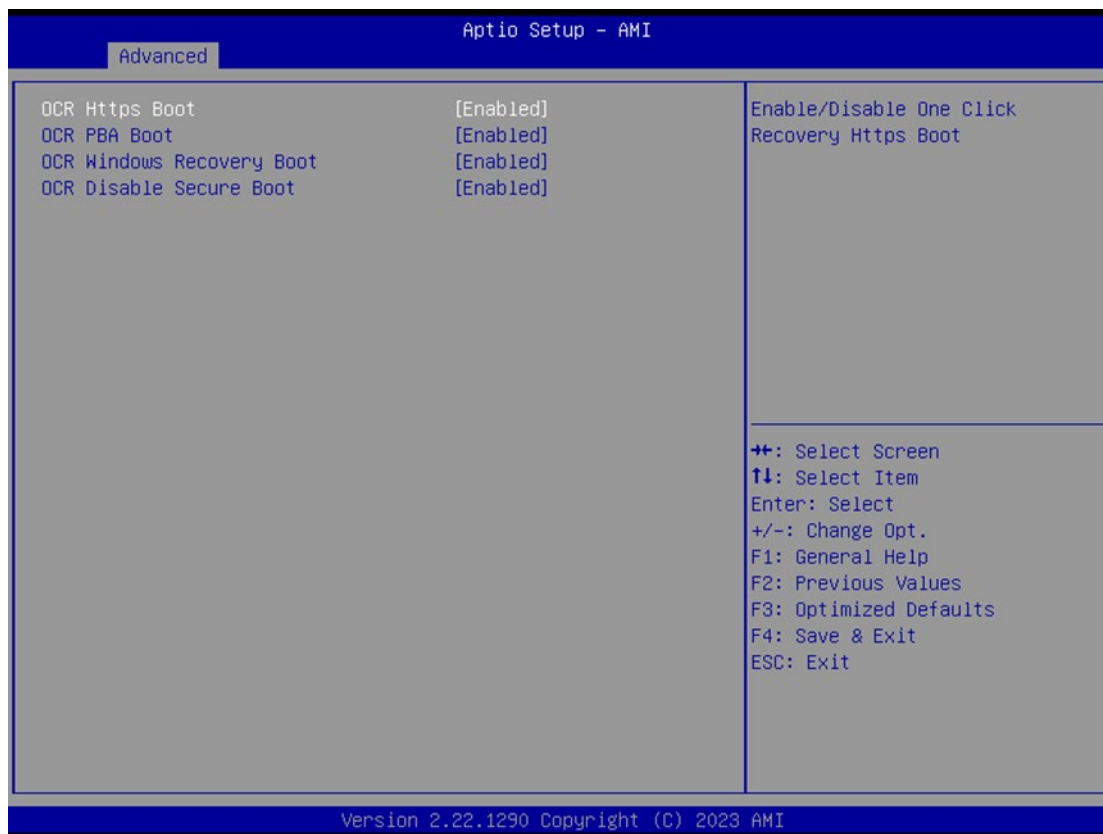 Aptio Setup – AMI
Advanced
OCR Https Boot [Enabled]
OCR PBA Boot [Enabled]
OCR Windows Recovery Boot [Enabled]
OCR Disable Secure Boot [Enabled]
Enable/Disable One Click
Recovery Https Boot
→←: Select Screen
↑↓: Select Item
Enter: Select
+/-: Change Opt.
F1: General Help
F2: Previous Values
F3: Optimized Defaults
F4: Save & Exit
ESC: Exit
Version 2.22.1290 Copyright (C) 2023 AMI